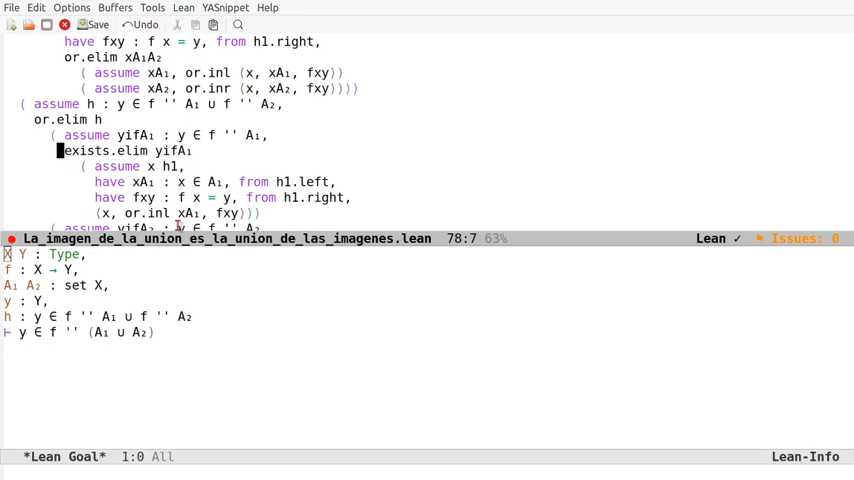 File Edit Options Buffers Tools Lean YASnippet Help
Save Undo
have fxy : f x = y, from h1.right,
or.elim xA₁A₂
( assume xA₁, or.inl ⟨x, xA₁, fxy⟩)
( assume xA₂, or.inr ⟨x, xA₂, fxy⟩)))
( assume h : y ∈ f '' A₁ ∪ f '' A₂,
or.elim h
( assume yifA₁ : y ∈ f '' A₁,
exists.elim yifA₁
( assume x h1,
have xA₁ : x ∈ A₁, from h1.left,
have fxy : f x = y, from h1.right,
⟨x, or.inl xA₁, fxy⟩))
( assume yifA₂ : y ∈ f '' A₂,
La_imagen_de_la_union_es_la_union_de_las_imagenes.lean 78:7 63% Lean ✓ Issues: 0
X Y : Type,
f : X → Y,
A₁ A₂ : set X,
y : Y,
h : y ∈ f '' A₁ ∪ f '' A₂
⊢ y ∈ f '' (A₁ ∪ A₂)
*Lean Goal* 1:0 All Lean-Info